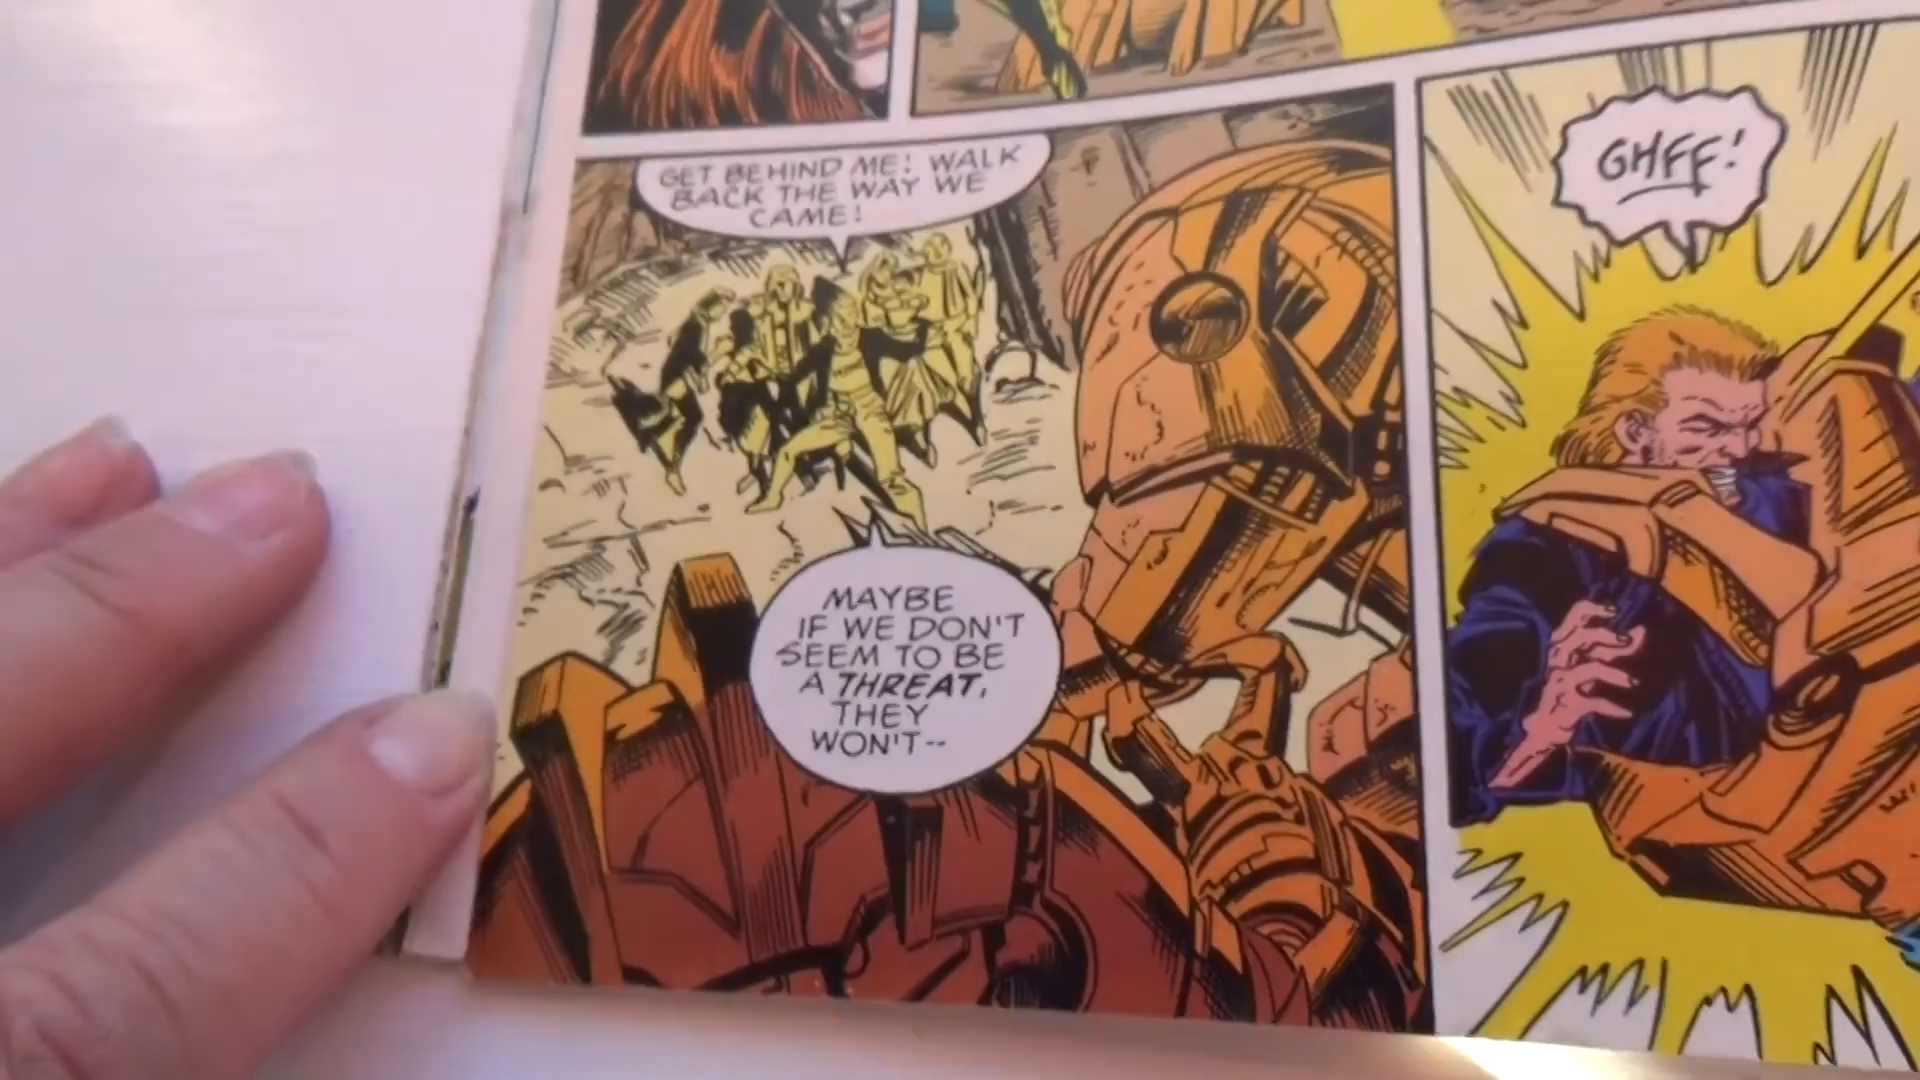 GET BEHIND ME! WALK
BACK THE WAY WE
CAME!
MAYBE
IF WE DON'T
SEEM TO BE
A THREAT,
THEY
WON'T--
GHFF!